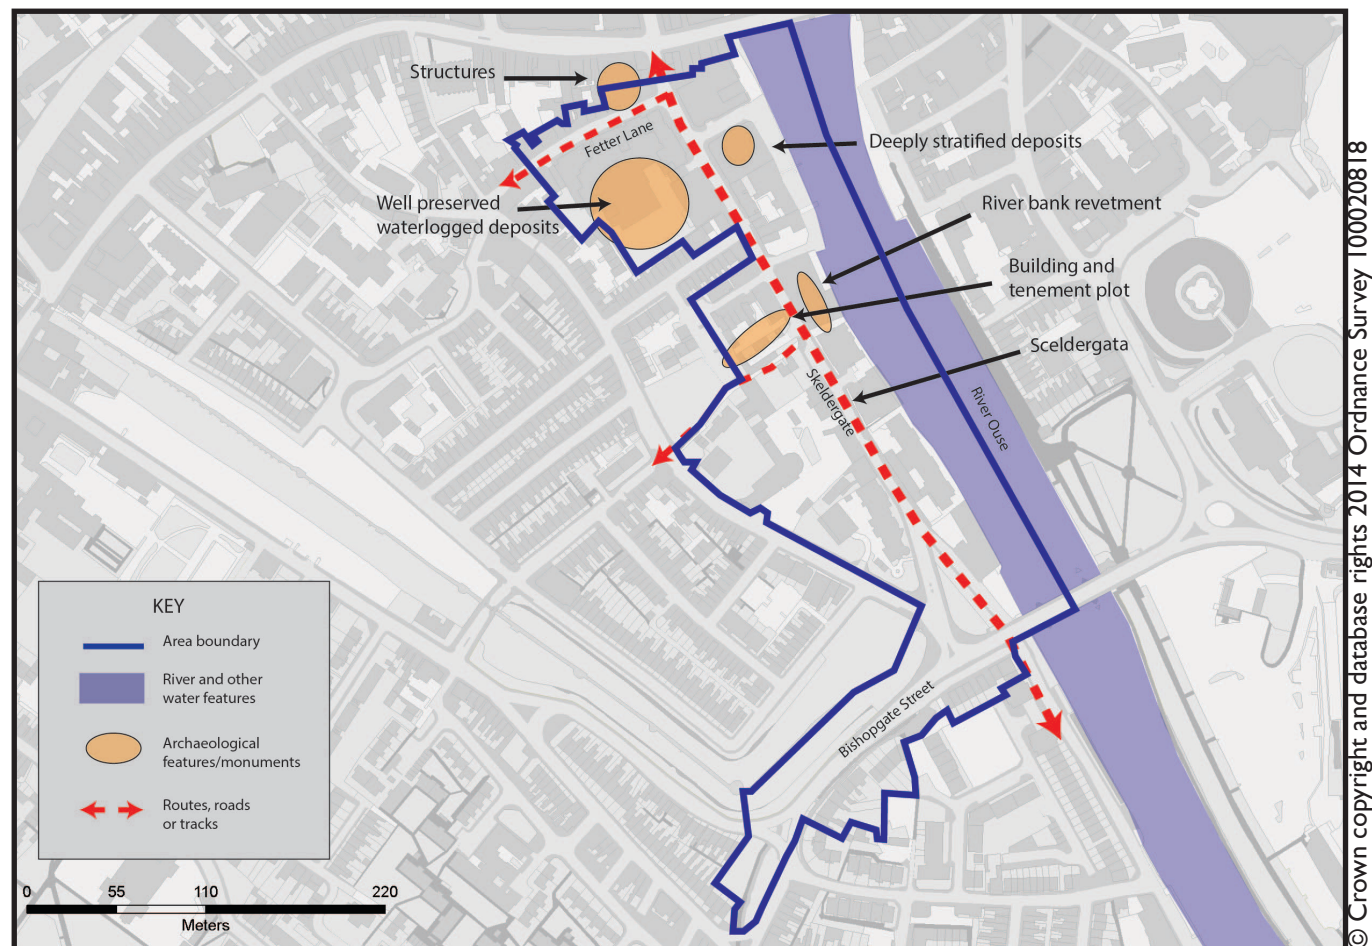 Structures
Fetter Lane
Deeply stratified deposits
Well preserved
waterlogged deposits
River bank revetment
Building and
tenement plot
Sceldergata
Skeldergate
River Ouse
Bishopgate Street
KEY
Area boundary
River and other
water features
Archaeological
features/monuments
Routes, roads
or tracks
0 55 110 220
Meters
© Crown copyright and database rights 2014 Ordnance Survey 100020818